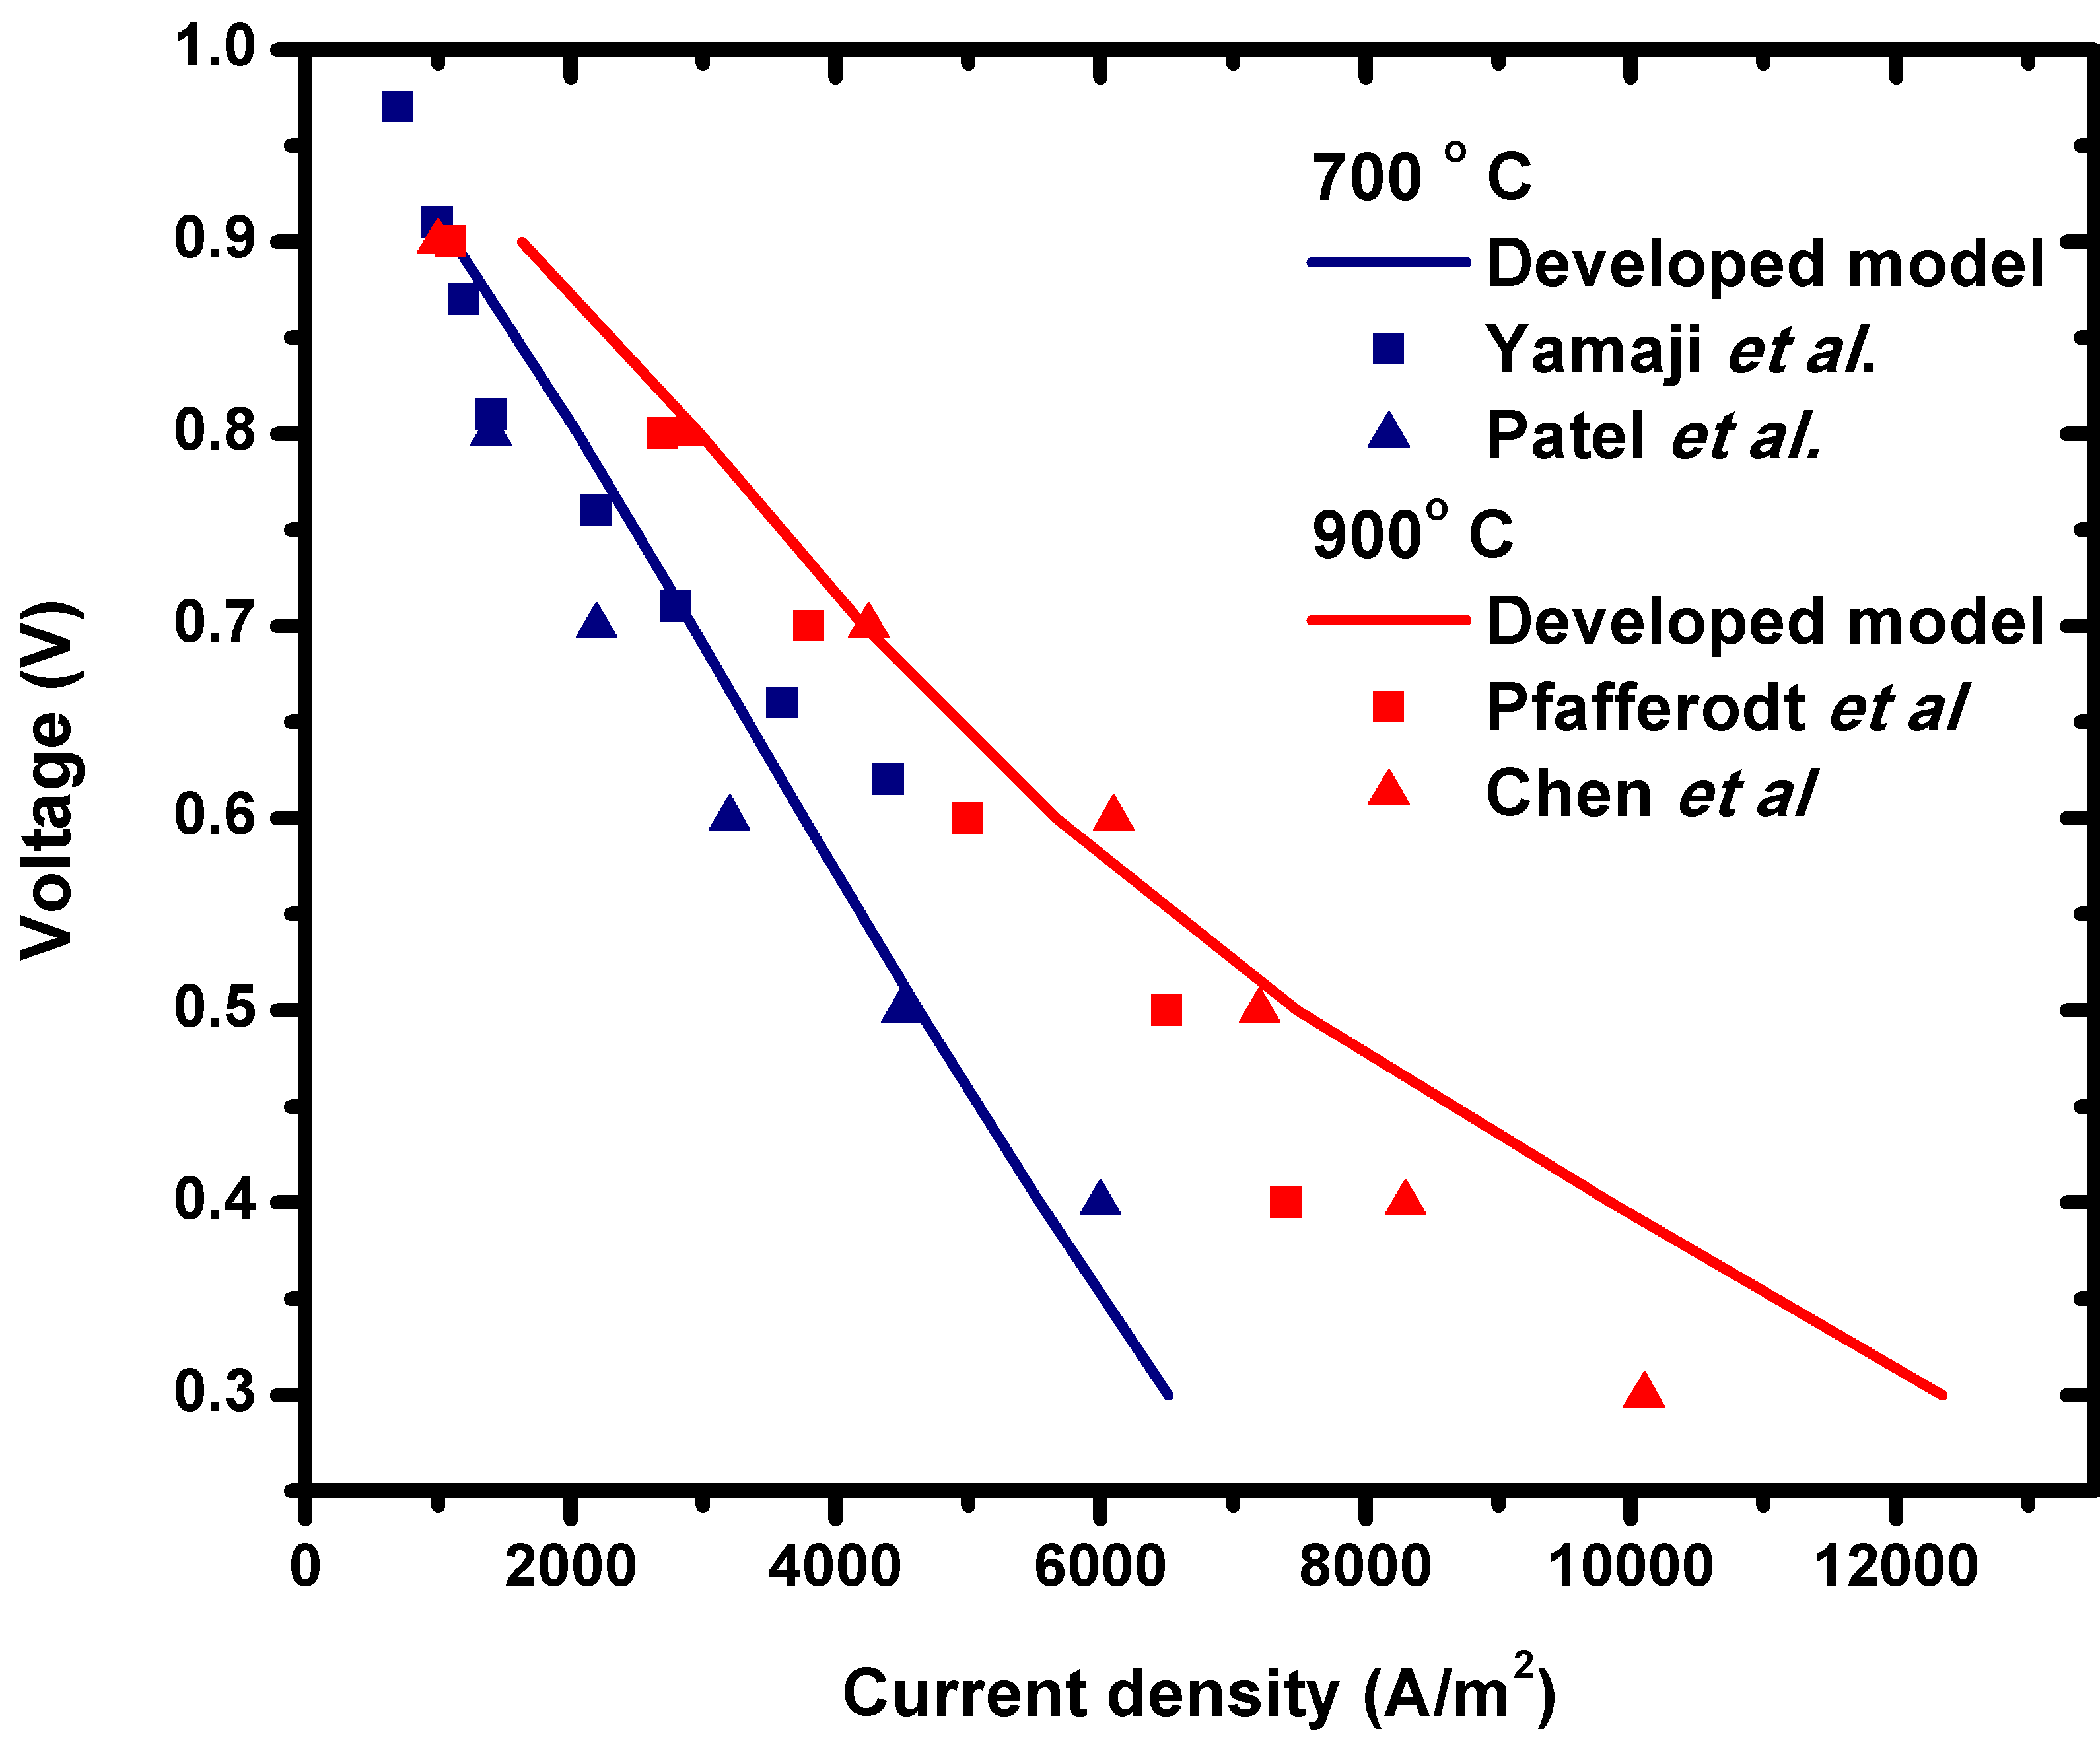 1.0
0.9
0.8
0.7
0.6
0.5
0.4
0.3
Voltage (V)
700 o C
Developed model
Yamaji et al.
Patel et al.
900o C
Developed model
Pfafferodt et al
Chen et al
0 2000 4000 6000 8000 10000 12000
Current density (A/m2)